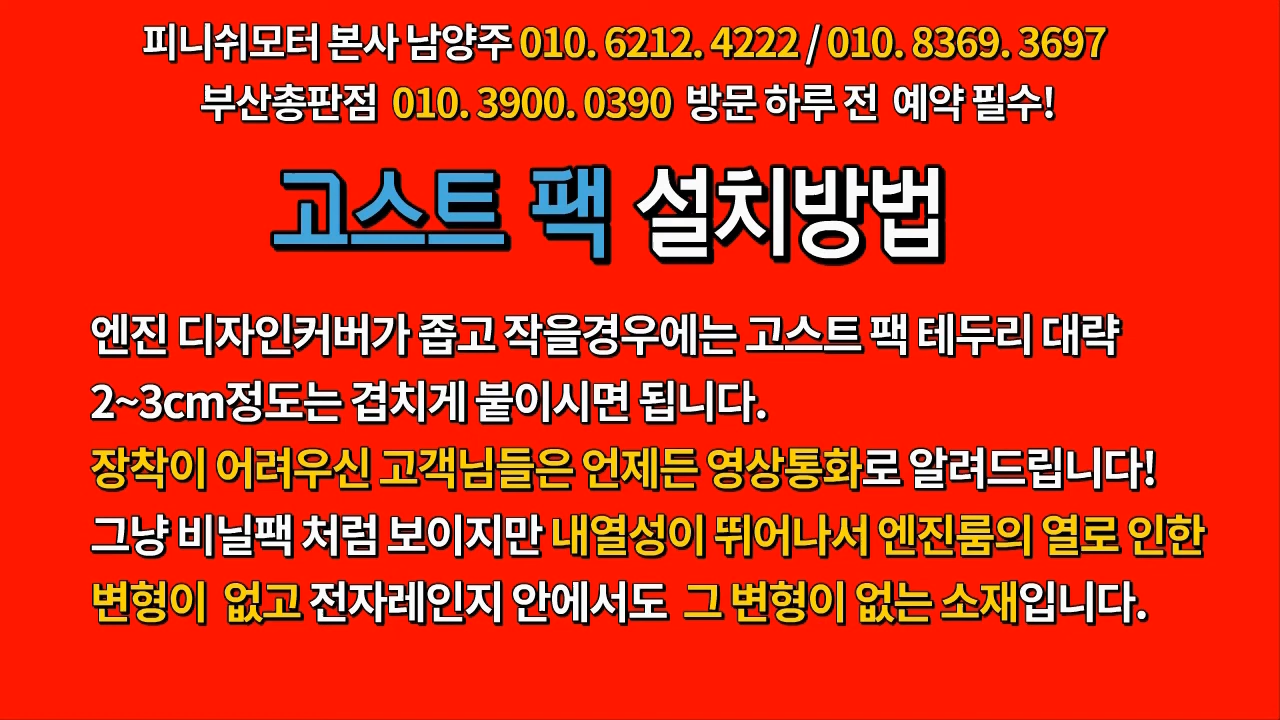 피니쉬모터 본사 남양주 010. 6212. 4222 / 010. 8369. 3697
부산총판점 010. 3900. 0390 방문 하루 전 예약 필수!
고스트 팩 설치방법
엔진 디자인커버가 좁고 작을경우에는 고스트 팩 테두리 대략
2~3cm정도는 겹치게 붙이시면 됩니다.
장착이 어려우신 고객님들은 언제든 영상통화로 알려드립니다!
그냥 비닐팩 처럼 보이지만 내열성이 뛰어나서 엔진룸의 열로 인한
변형이 없고 전자레인지 안에서도 그 변형이 없는 소재입니다.